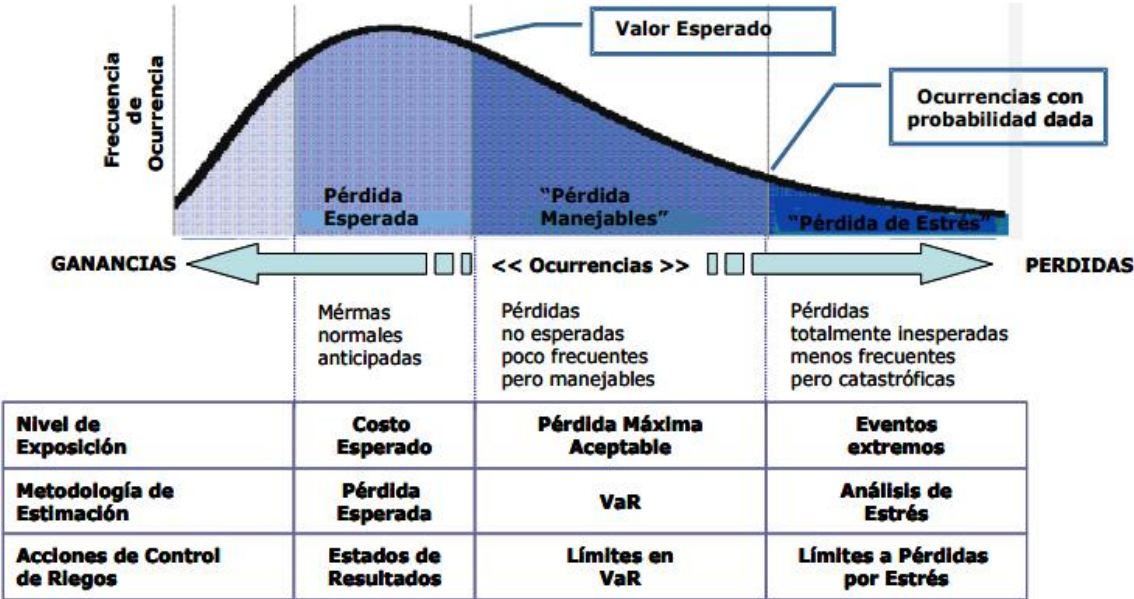 Frecuencia
de
Ocurrencia
Valor Esperado
Ocurrencias con
probabilidad dada
Pérdida
Esperada
“Pérdida
Manejables”
“Pérdida de Estrés”
GANANCIAS
<< Ocurrencias >>
PERDIDAS
Mérmas
normales
anticipadas
Pérdidas
no esperadas
poco frecuentes
pero manejables
Pérdidas
totalmente inesperadas
menos frecuentes
pero catastróficas
Nivel de
Exposición
Costo
Esperado
Pérdida Máxima
Aceptable
Eventos
extremos
Metodología de
Estimación
Pérdida
Esperada
VaR
Análisis de
Estrés
Acciones de Control
de Riegos
Estados de
Resultados
Límites en
VaR
Límites a Pérdidas
por Estrés